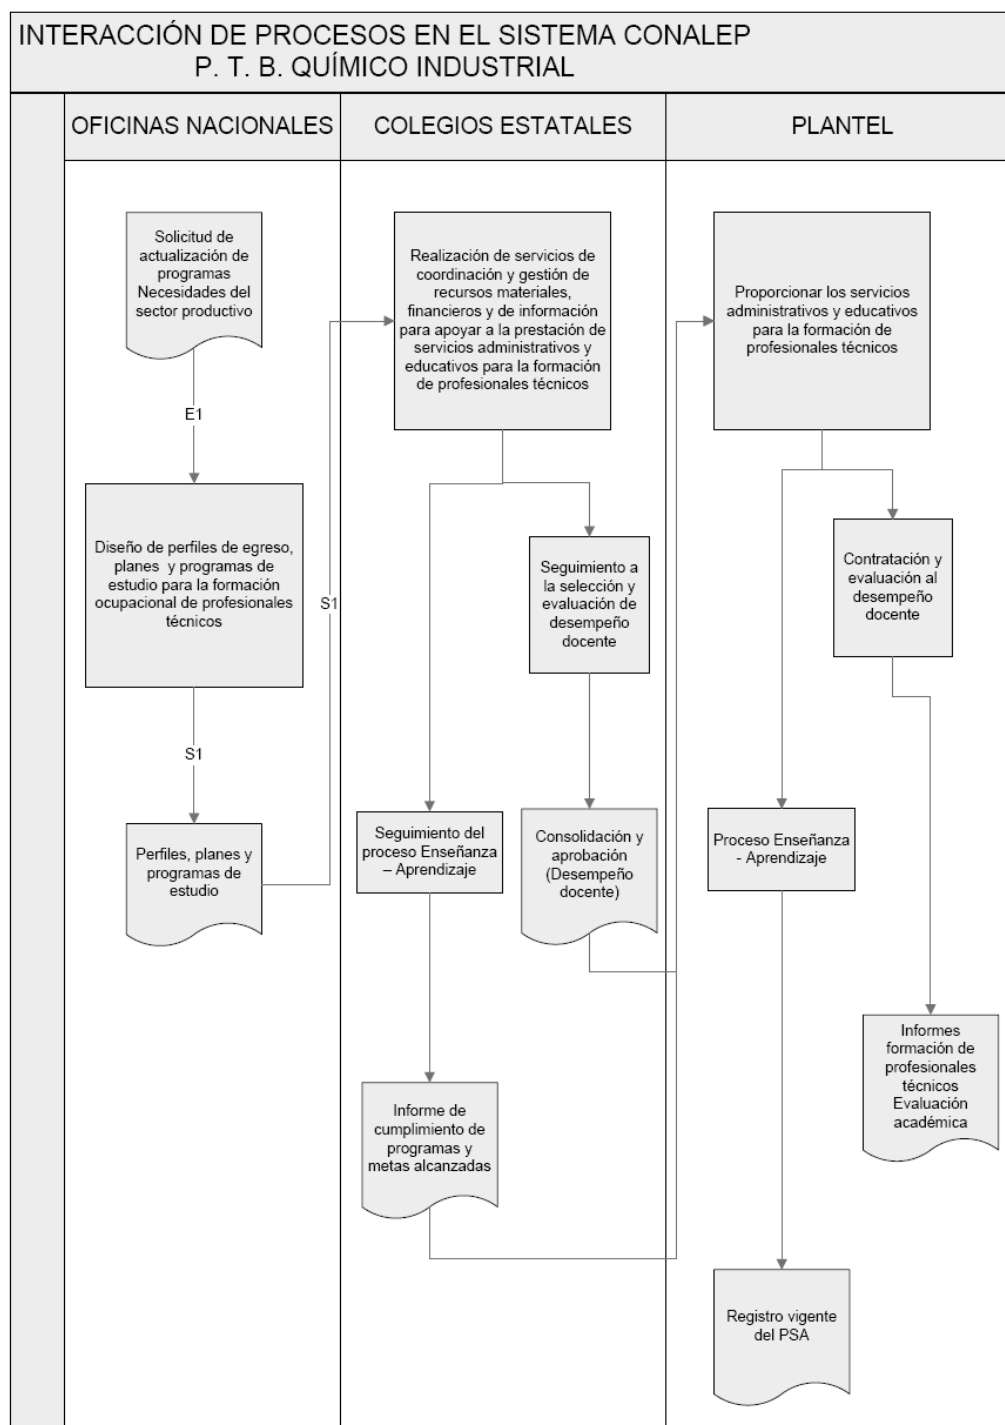 INTERACCIÓN DE PROCESOS EN EL SISTEMA CONALEP
P. T. B. QUÍMICO INDUSTRIAL
OFICINAS NACIONALES
COLEGIOS ESTATALES
PLANTEL
Solicitud de
actualización de
programas
Necesidades del
sector productivo
E1
Diseño de perfiles de egreso,
planes y programas de
estudio para la formación
ocupacional de profesionales
técnicos
S1
Perfiles, planes y
programas de
estudio
S1
Realización de servicios de
coordinación y gestión de
recursos materiales,
financieros y de información
para apoyar a la prestación de
servicios administrativos y
educativos para la formación
de profesionales técnicos
Seguimiento a
la selección y
evaluación de
desempeño
docente
Seguimiento del
proceso Enseñanza
– Aprendizaje
Consolidación y
aprobación
(Desempeño
docente)
Informe de
cumplimiento de
programas y
metas alcanzadas
Proporcionar los servicios
administrativos y educativos
para la formación de
profesionales técnicos
Contratación y
evaluación al
desempeño
docente
Proceso Enseñanza
- Aprendizaje
Informes
formación de
profesionales
técnicos
Evaluación
académica
Registro vigente
del PSA